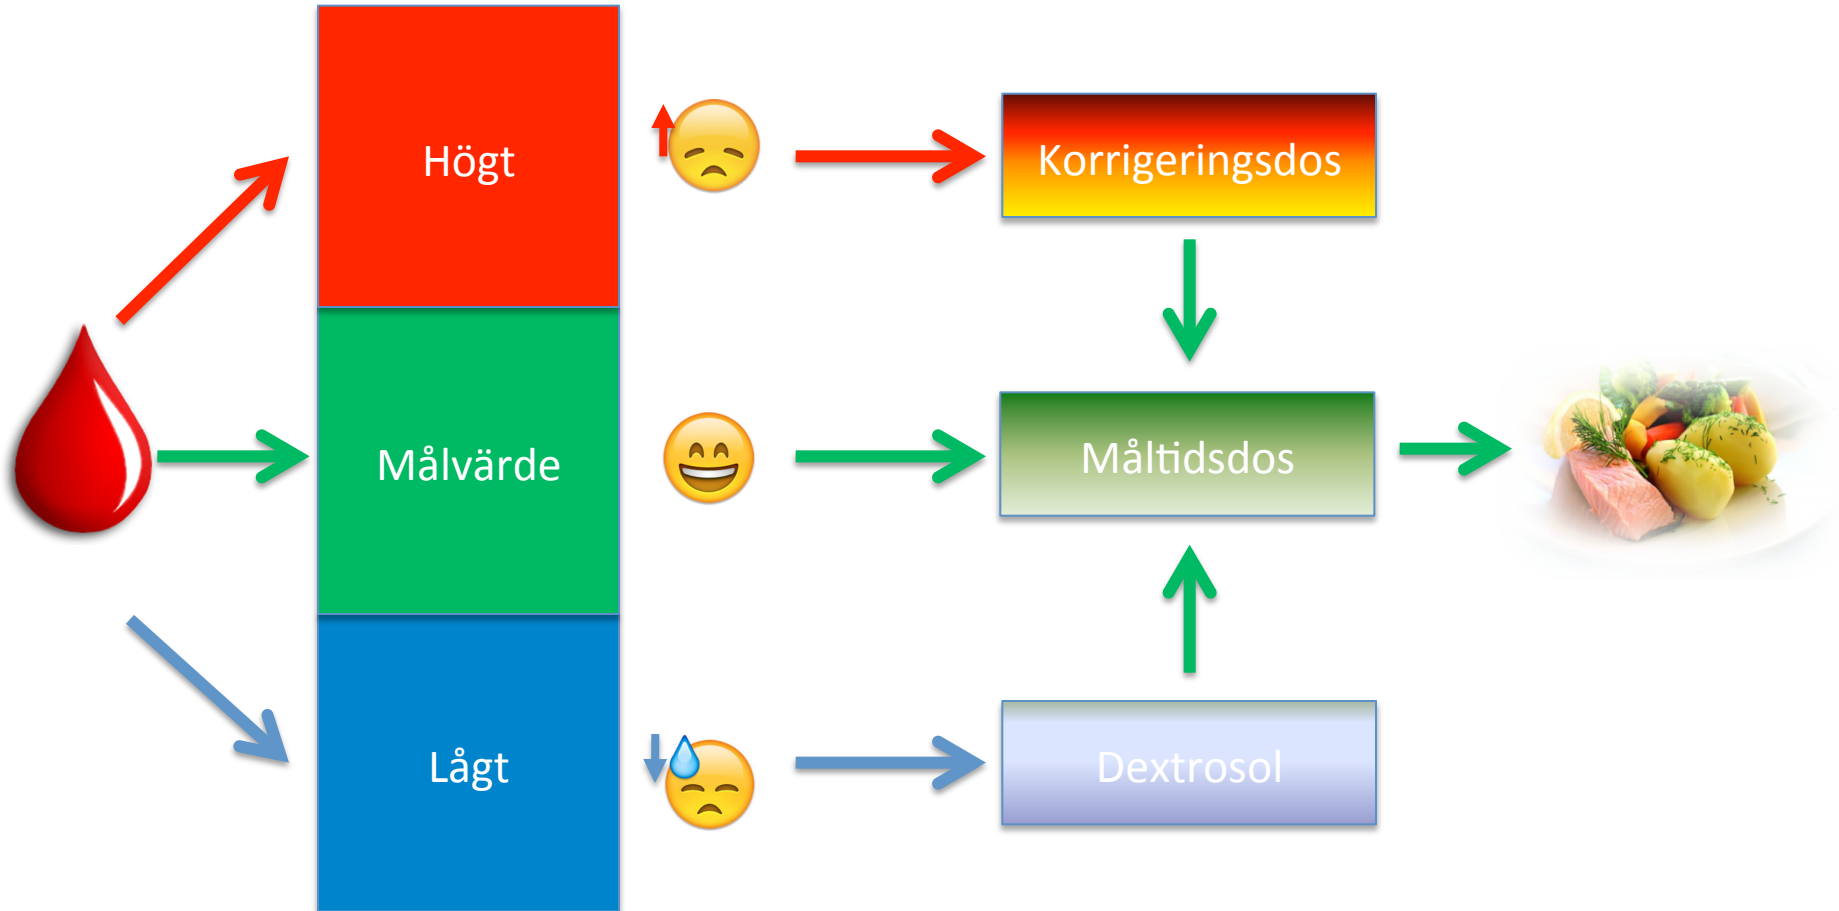 Högt
Korrigeringsdos
Målvärde
Måltidsdos
Lågt
Dextrosol